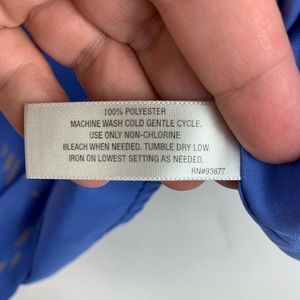 100% POLYESTER
MACHINE WASH COLD GENTLE CYCLE.
USE ONLY NON-CHLORINE
BLEACH WHEN NEEDED. TUMBLE DRY LOW.
IRON ON LOWEST SETTING AS NEEDED.
RN#93677